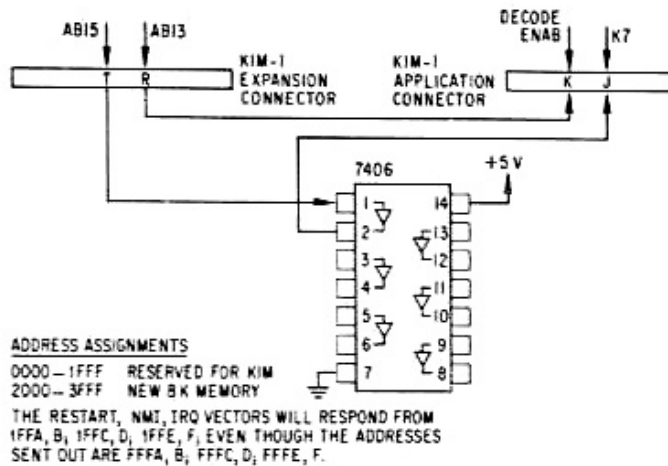 AB15 AB13
DECODE
ENAB K7
KIM-1
EXPANSION
CONNECTOR
KIM-1
APPLICATION
CONNECTOR
T R
K J
7406
+5 V
1 14
2 13
3 12
4 11
5 10
6 9
7 8
ADDRESS ASSIGNMENTS
0000-1FFF RESERVED FOR KIM
2000-3FFF NEW 8K MEMORY
THE RESTART, NMI, IRQ VECTORS WILL RESPOND FROM
1FFA, B; 1FFC, D; 1FFE, F; EVEN THOUGH THE ADDRESSES
SENT OUT ARE FFFA, B; FFFC, D; FFFE, F.